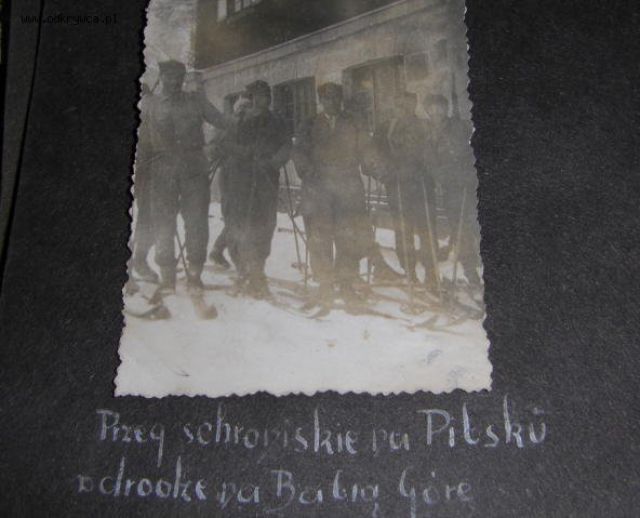 www.odkrywca.pl
Przed schroniskiem na Pilsku
w drodze na Babią Górę